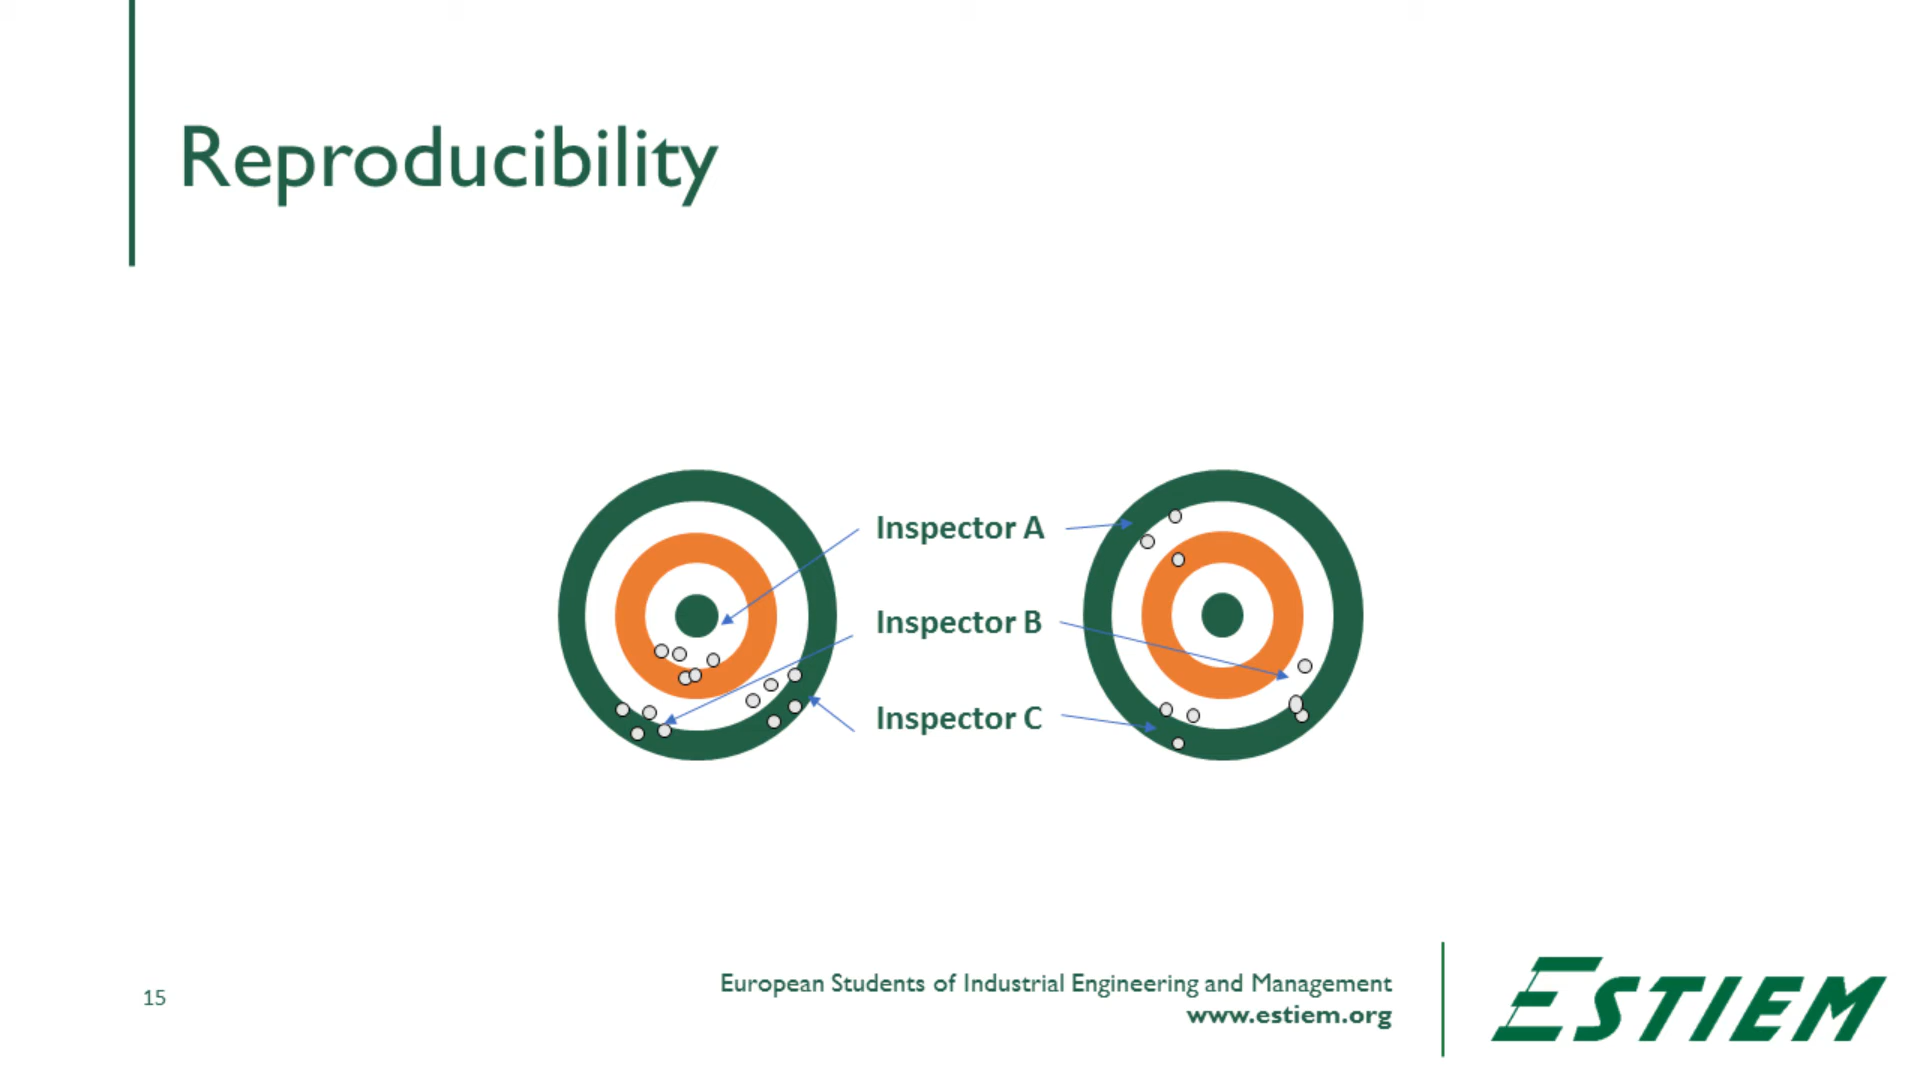 Reproducibility
Inspector A
Inspector B
Inspector C
15
European Students of Industrial Engineering and Management
www.estiem.org
ESTIEM